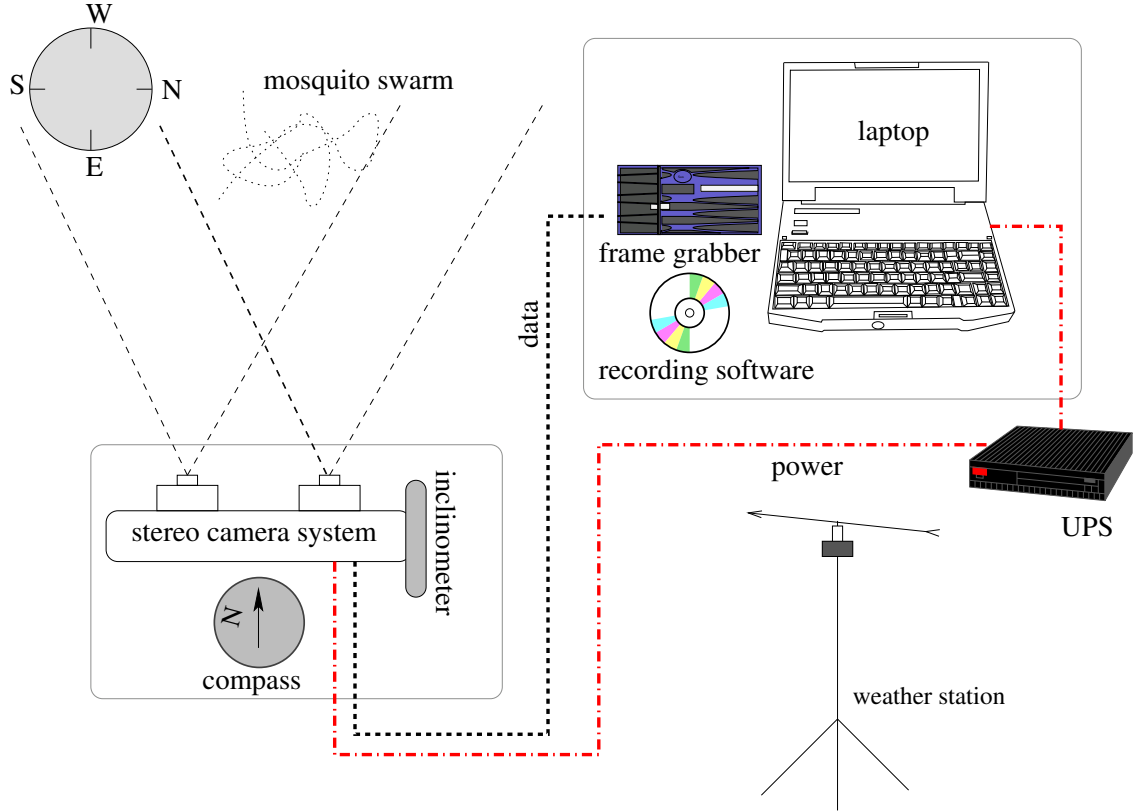 W
S
N
E
mosquito swarm
laptop
frame grabber
recording software
data
power
UPS
stereo camera system
inclinometer
N
compass
weather station